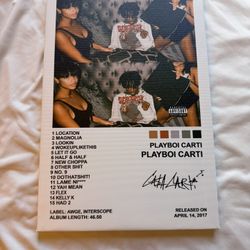 PLAYBOI CARTI
PLAYBOI CARTI
1 LOCATION
2 MAGNOLIA
3 LOOKIN
4 WOKEUPLIKETHIS
5 LET IT GO
6 HALF & HALF
7 NEW CHOPPA
8 OTHER SHIT
9 NO. 9
10 DOTHATSHIT!
11 LAME NI***
12 YAH MEAN
13 FLEX
14 KELLY K
15 HAD 2
LABEL: AWGE, INTERSCOPE
ALBUM LENGTH: 46.50
RELEASED ON
APRIL 14, 2017